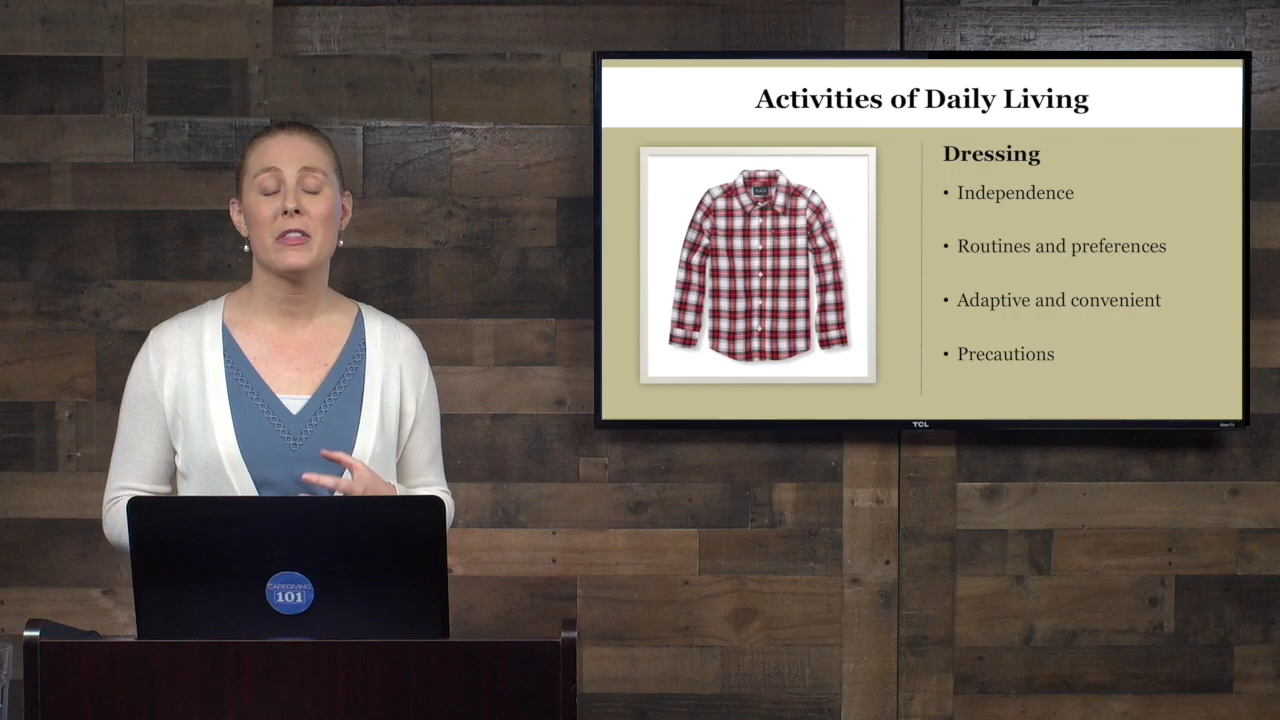 Activities of Daily Living
Dressing
• Independence
• Routines and preferences
• Adaptive and convenient
• Precautions
TCL
CAREGIVING
101